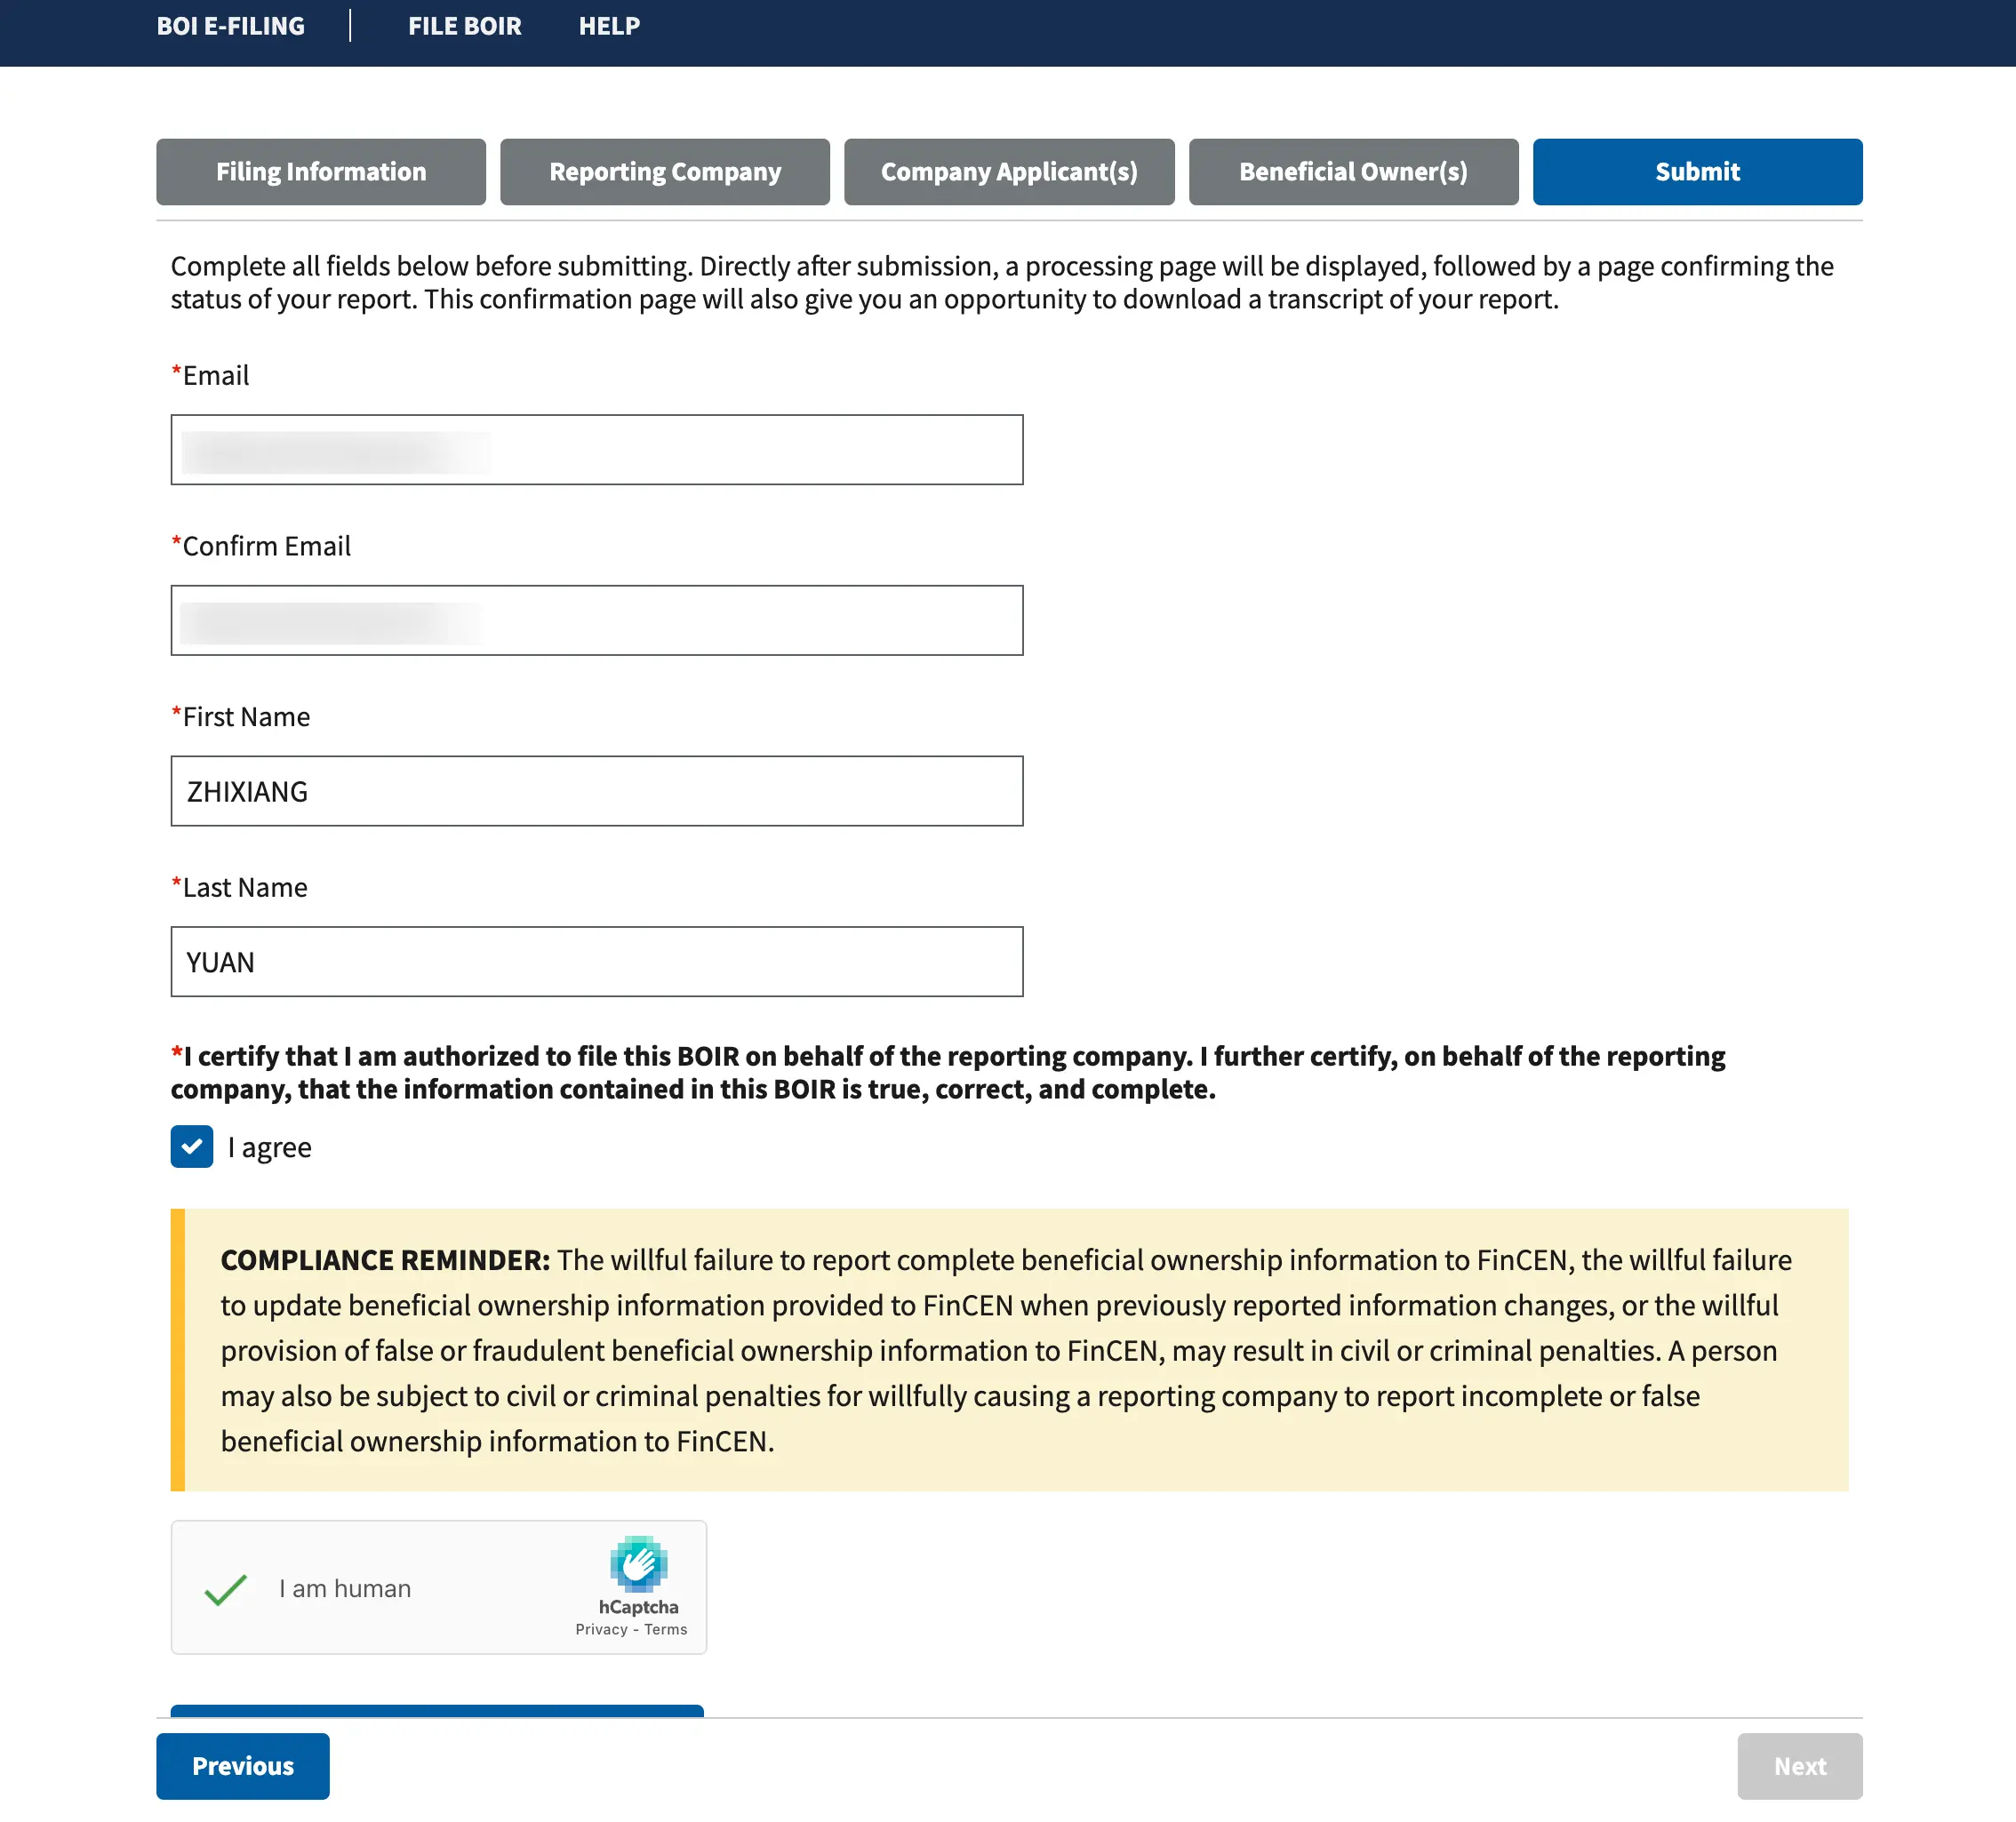 BOI E-FILING
FILE BOIR
HELP
Filing Information
Reporting Company
Company Applicant(s)
Beneficial Owner(s)
Submit
Complete all fields below before submitting. Directly after submission, a processing page will be displayed, followed by a page confirming the
status of your report. This confirmation page will also give you an opportunity to download a transcript of your report.
*Email
*Confirm Email
*First Name
ZHIXIANG
*Last Name
YUAN
*I certify that I am authorized to file this BOIR on behalf of the reporting company. I further certify, on behalf of the reporting
company, that the information contained in this BOIR is true, correct, and complete.
I agree
COMPLIANCE REMINDER: The willful failure to report complete beneficial ownership information to FinCEN, the willful failure
to update beneficial ownership information provided to FinCEN when previously reported information changes, or the willful
provision of false or fraudulent beneficial ownership information to FinCEN, may result in civil or criminal penalties. A person
may also be subject to civil or criminal penalties for willfully causing a reporting company to report incomplete or false
beneficial ownership information to FinCEN.
I am human
hCaptcha
Privacy - Terms
Previous
Next